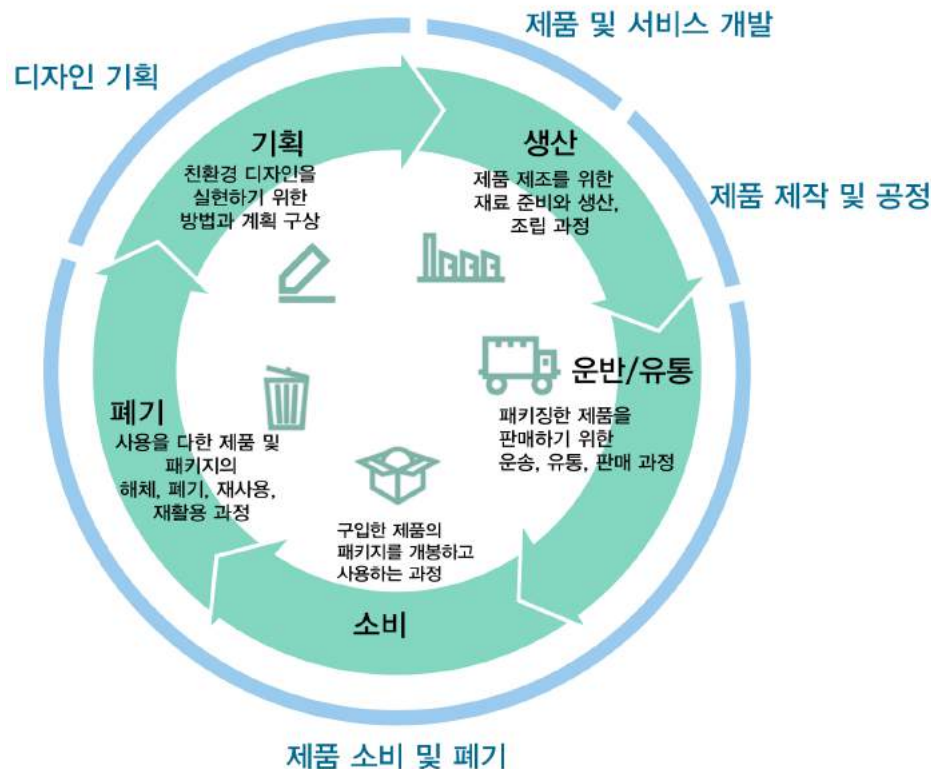 제품 및 서비스 개발
디자인 기획
기획
친환경 디자인을
실현하기 위한
방법과 계획 구상
생산
제품 제조를 위한
재료 준비와 생산,
조립 과정
제품 제작 및 공정
운반/유통
패키징한 제품을
판매하기 위한
운송, 유통, 판매 과정
폐기
사용을 다한 제품 및
패키지의
해체, 폐기, 재사용,
재활용 과정
구입한 제품의
패키지를 개봉하고
사용하는 과정
소비
제품 소비 및 폐기